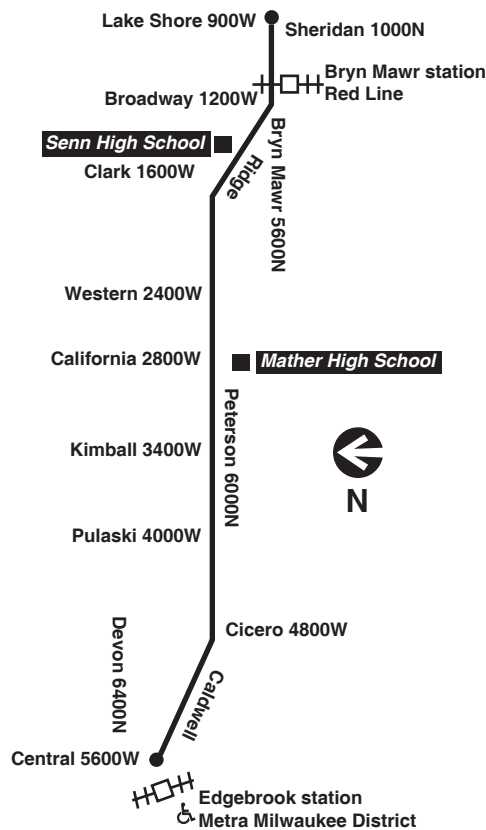 Lake Shore 900W
Sheridan 1000N
Bryn Mawr station
Red Line
Broadway 1200W
Senn High School
Bryn Mawr 5600N
Ridge
Clark 1600W
Western 2400W
California 2800W
Mather High School
Peterson 6000N
Kimball 3400W
N
Pulaski 4000W
Cicero 4800W
Devon 6400N
Caldwell
Central 5600W
Edgebrook station
Metra Milwaukee District